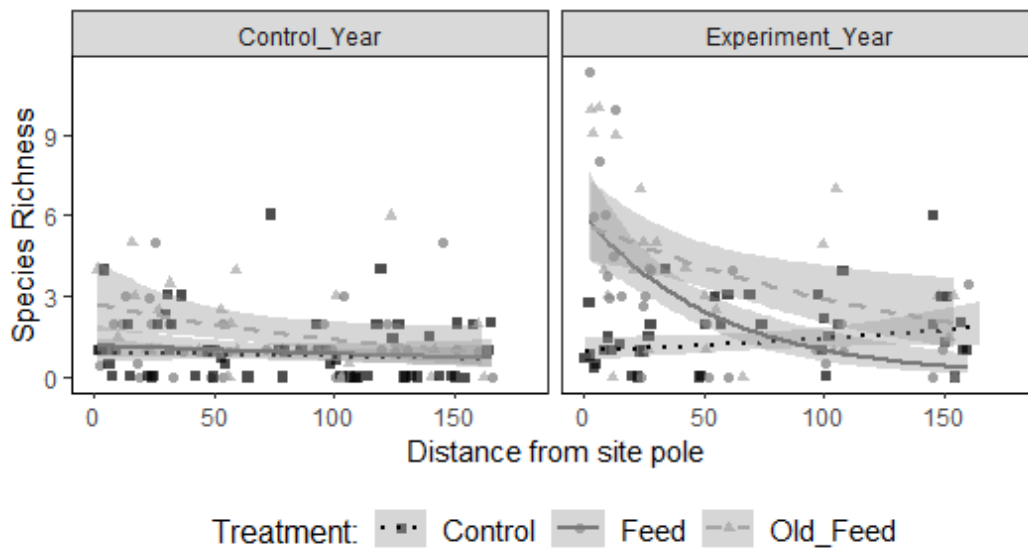 Control_Year Experiment_Year
Species Richness
9
6
3
0
0 50 100 150 0 50 100 150
Distance from site pole
Treatment: Control Feed Old_Feed